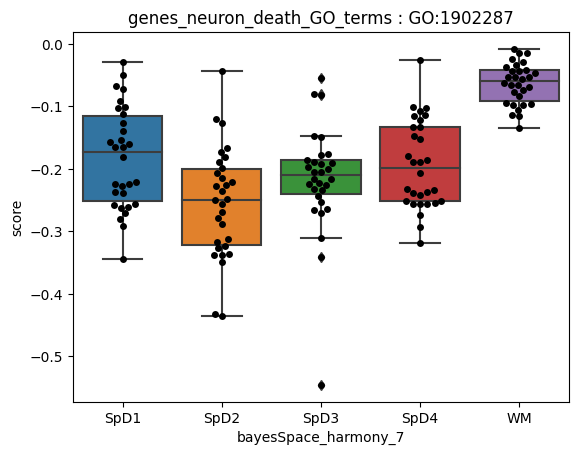 genes_neuron_death_GO_terms : GO:1902287
0.0
−0.1
−0.2
−0.3
−0.4
−0.5
score
SpD1 SpD2 SpD3 SpD4 WM
bayesSpace_harmony_7